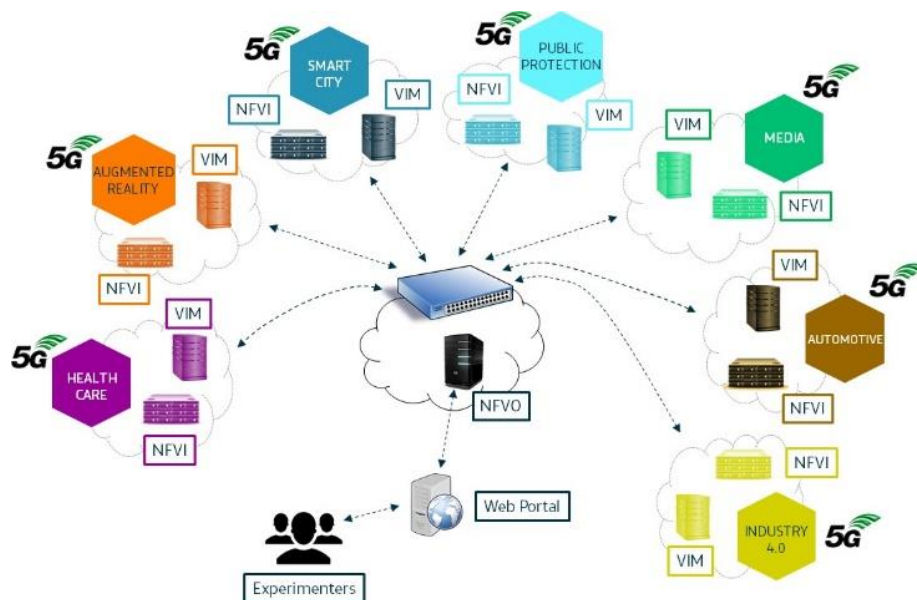 5G
SMART
CITY
NFVI
VIM
5G
PUBLIC
PROTECTION
NFVI
VIM
5G
MEDIA
VIM
NFVI
5G
AUGMENTED
REALITY
VIM
NFVI
5G
AUTOMOTIVE
VIM
NFVI
5G
HEALTH
CARE
VIM
NFVI
NFVO
NFVI
VIM
INDUSTRY
4.0
5G
Web Portal
Experimenters